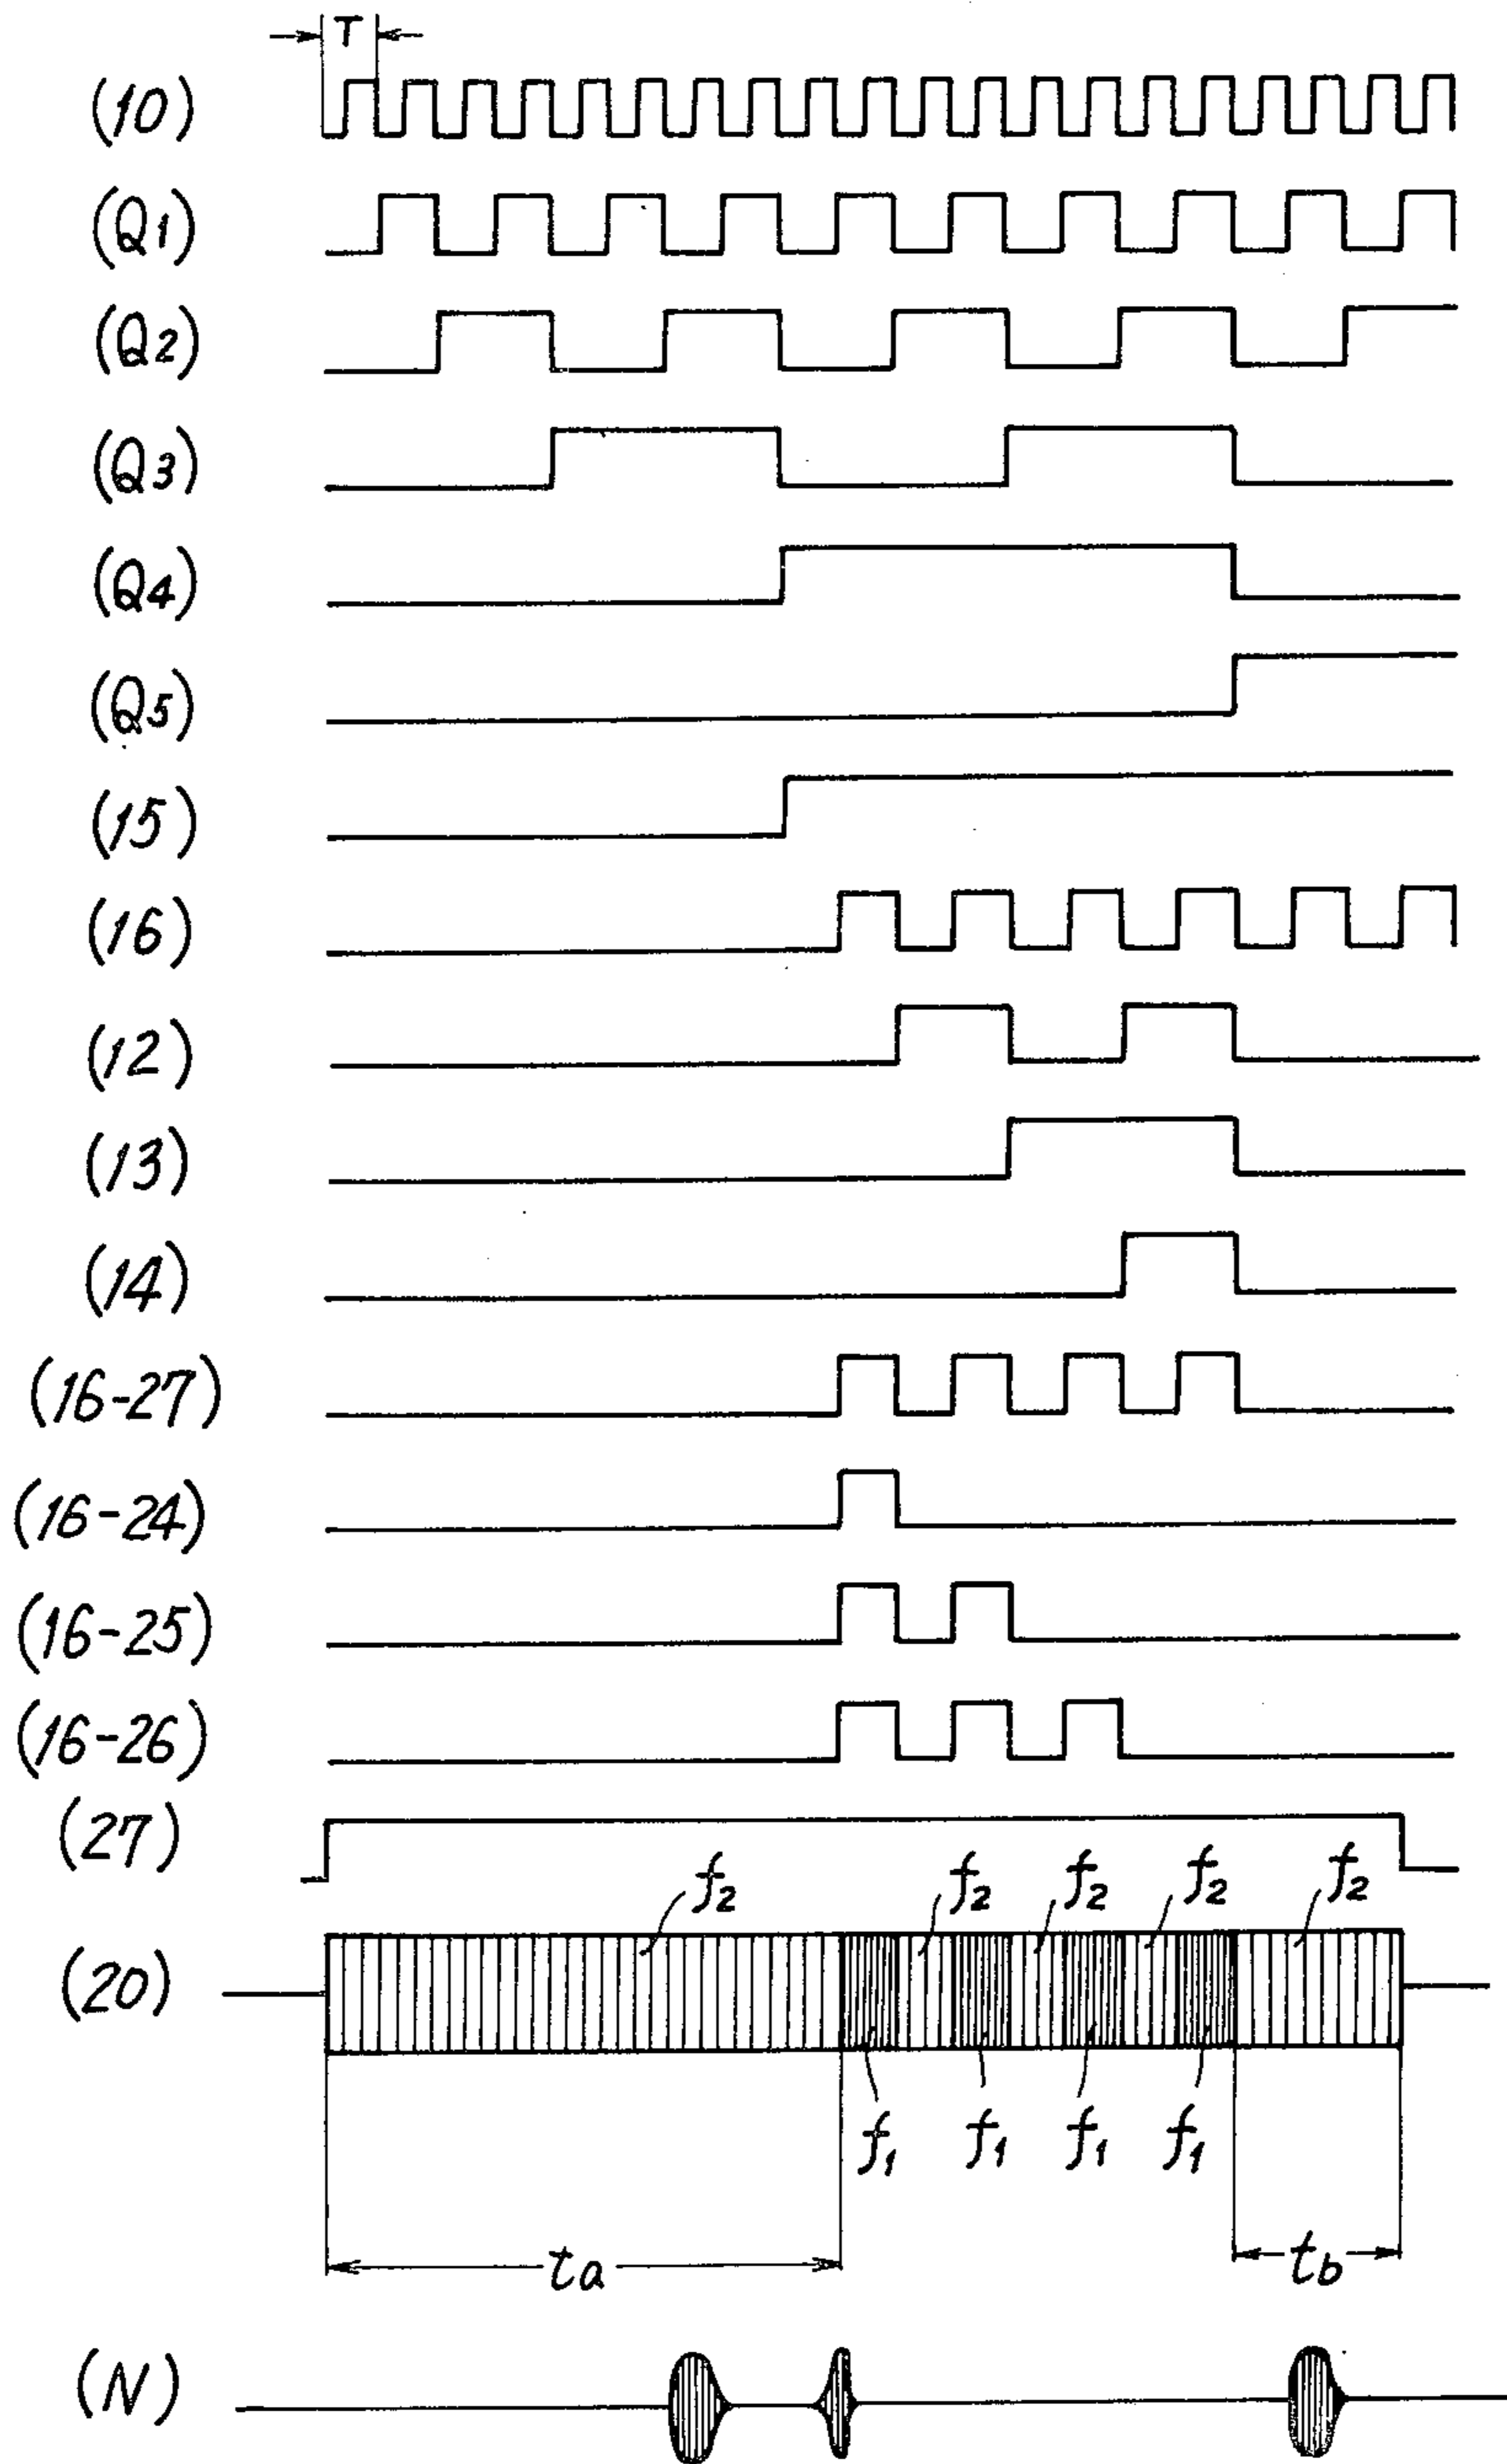 T
(10)
(Q1)
(Q2)
(Q3)
(Q4)
(Q5)
(15)
(16)
(12)
(13)
(14)
(16-27)
(16-24)
(16-25)
(16-26)
(27)
f2 f2 f2 f2 f2
(20)
f1 f1 f1 f1
ta tb
(N)